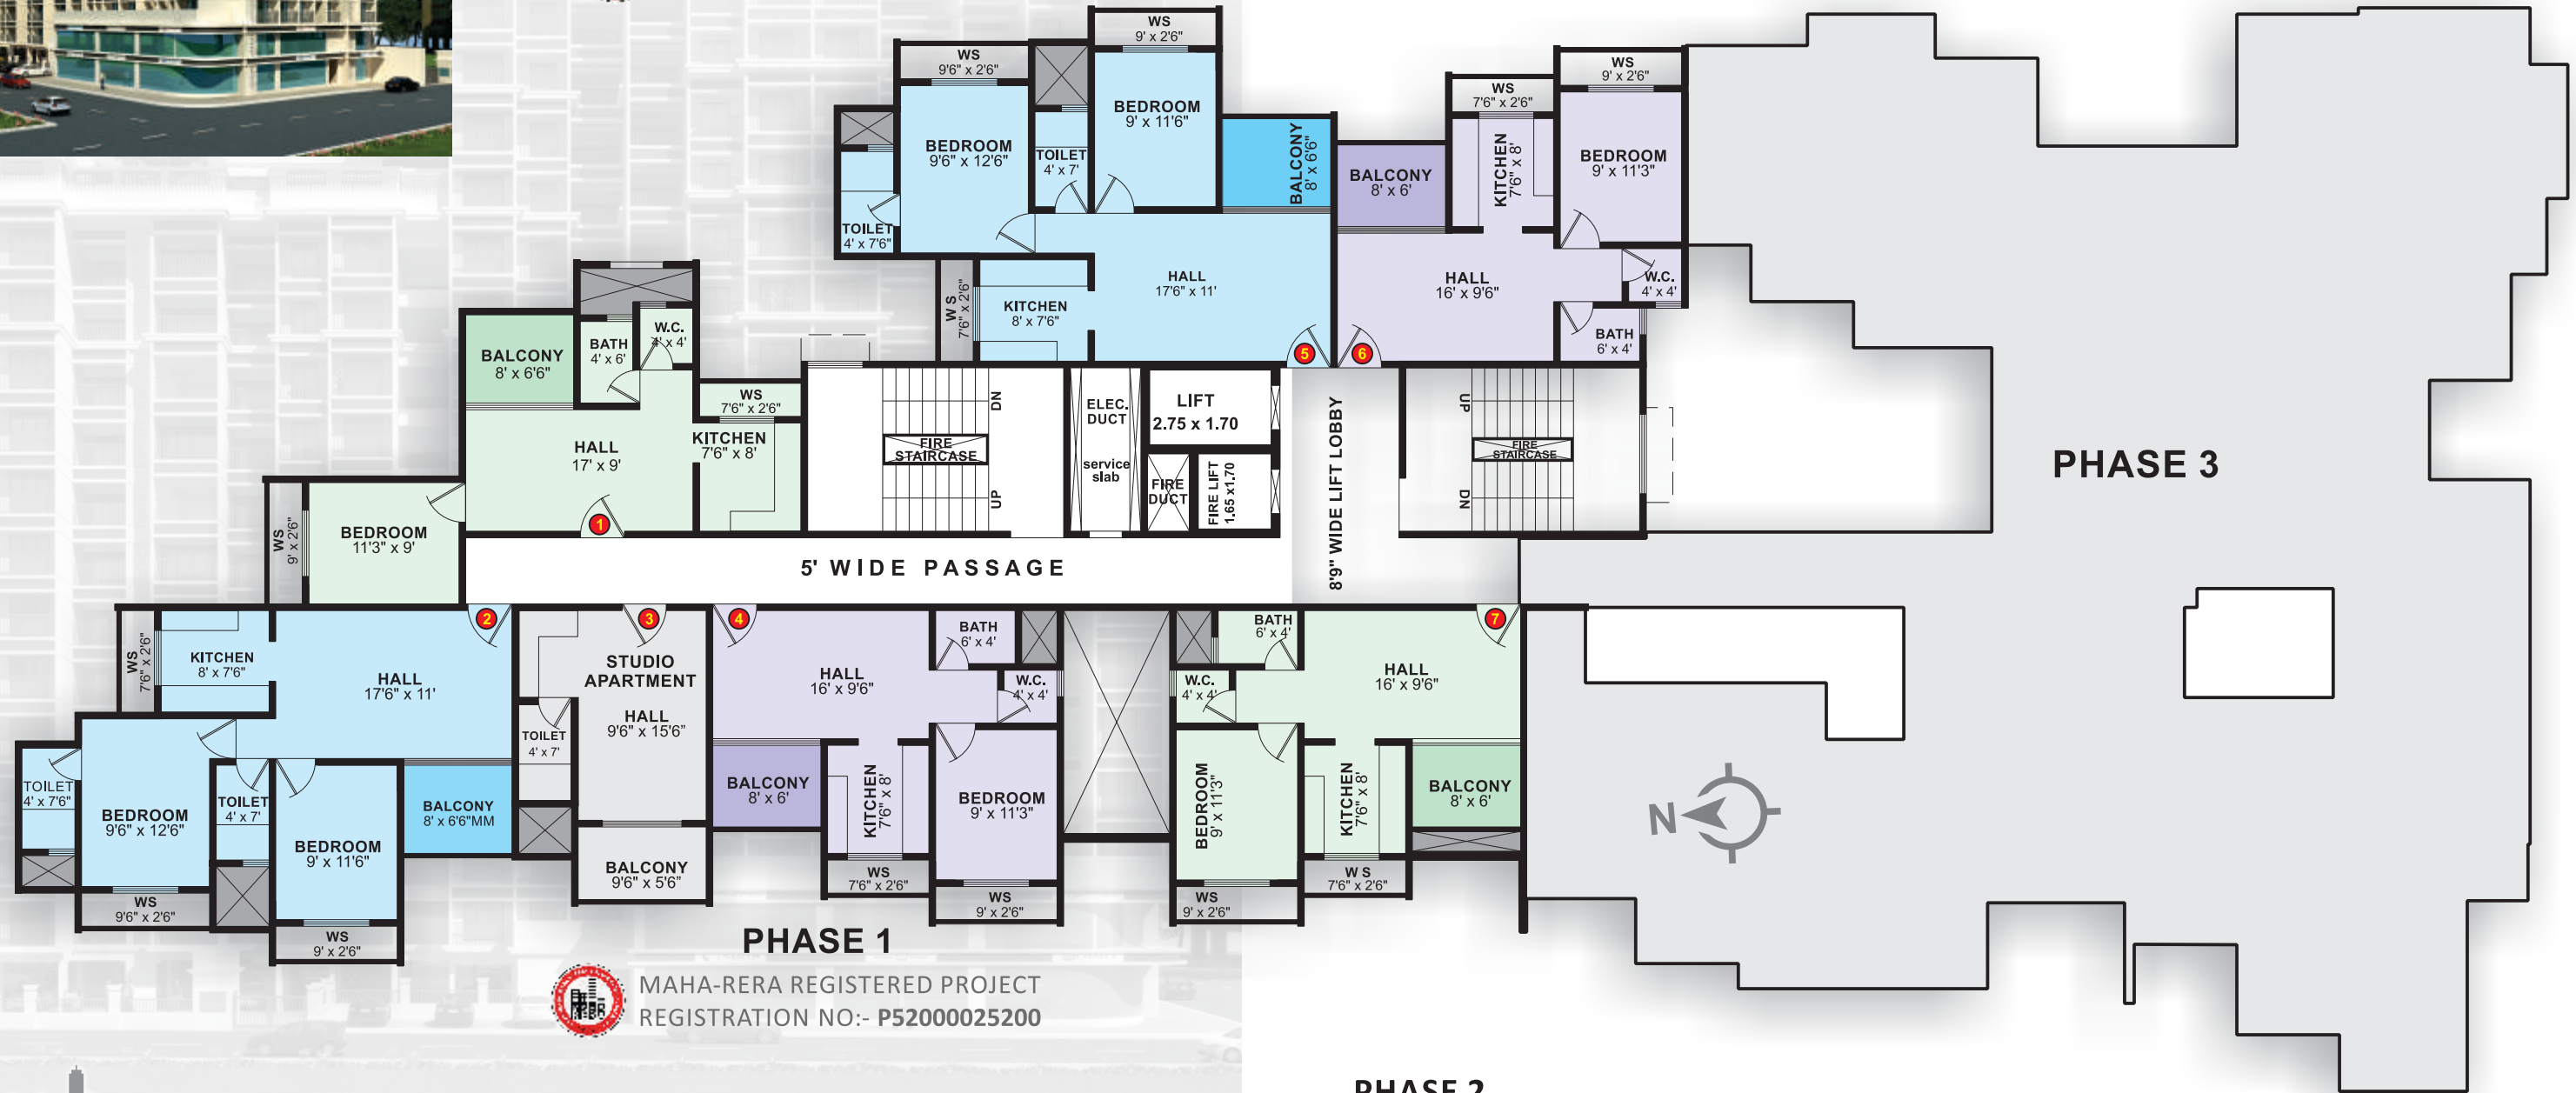 WS
9' x 2'6"
WS
9'6" x 2'6"
BEDROOM
9'6" x 12'6"
TOILET
4' x 7'
BEDROOM
9' x 11'6"
BALCONY
8' x 6'6"
TOILET
4' x 7'6"
W S
7'6" x 2'6"
KITCHEN
8' x 7'6"
HALL
17'6" x 11'
5
WS
7'6" x 2'6"
WS
9' x 2'6"
BALCONY
8' x 6'
KITCHEN
7'6" x 8'
BEDROOM
9' x 11'3"
HALL
16' x 9'6"
W.C.
4' x 4'
BATH
6' x 4'
6
BALCONY
8' x 6'6"
BATH
4' x 6'
W.C.
4' x 4'
WS
7'6" x 2'6"
HALL
17' x 9'
KITCHEN
7'6" x 8'
WS
9' x 2'6"
BEDROOM
11'3" x 9'
1
FIRE
STAIRCASE
DN
UP
ELEC.
DUCT
service
slab
LIFT
2.75 x 1.70
FIRE
DUCT
FIRE LIFT
1.65 x1.70
8'9" WIDE LIFT LOBBY
UP
FIRE
STAIRCASE
DN
PHASE 3
5' WIDE PASSAGE
WS
7'6" x 2'6"
KITCHEN
8' x 7'6"
HALL
17'6" x 11'
2
TOILET
4' x 7'6"
BEDROOM
9'6" x 12'6"
TOILET
4' x 7'
BEDROOM
9' x 11'6"
BALCONY
8' x 6'6"MM
WS
9'6" x 2'6"
WS
9' x 2'6"
3
STUDIO
APARTMENT
HALL
9'6" x 15'6"
TOILET
4' x 7'
BALCONY
9'6" x 5'6"
4
HALL
16' x 9'6"
BATH
6' x 4'
W.C.
4' x 4'
BALCONY
8' x 6'
KITCHEN
7'6" x 8'
BEDROOM
9' x 11'3"
WS
7'6" x 2'6"
WS
9' x 2'6"
BATH
6' x 4'
W.C.
4' x 4'
HALL
16' x 9'6"
7
BEDROOM
9' x 11'3"
KITCHEN
7'6" x 8'
BALCONY
8' x 6'
WS
9' x 2'6"
W S
7'6" x 2'6"
N
PHASE 1
MAHA-RERA REGISTERED PROJECT
REGISTRATION NO:- P52000025200
PHASE 2